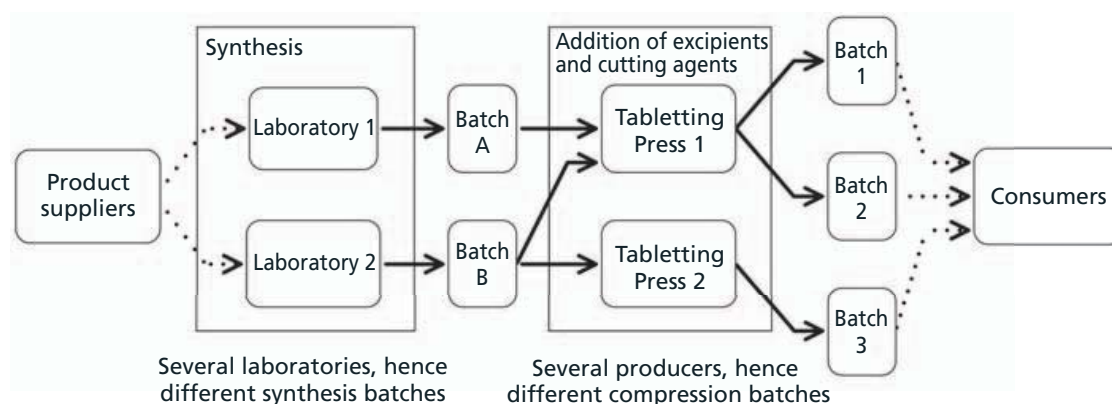 Synthesis
Addition of excipients
and cutting agents
Product
suppliers
Laboratory 1
Laboratory 2
Batch
A
Batch
B
Tabletting
Press 1
Tabletting
Press 2
Batch
1
Batch
2
Batch
3
Consumers
Several laboratories, hence
different synthesis batches
Several producers, hence
different compression batches